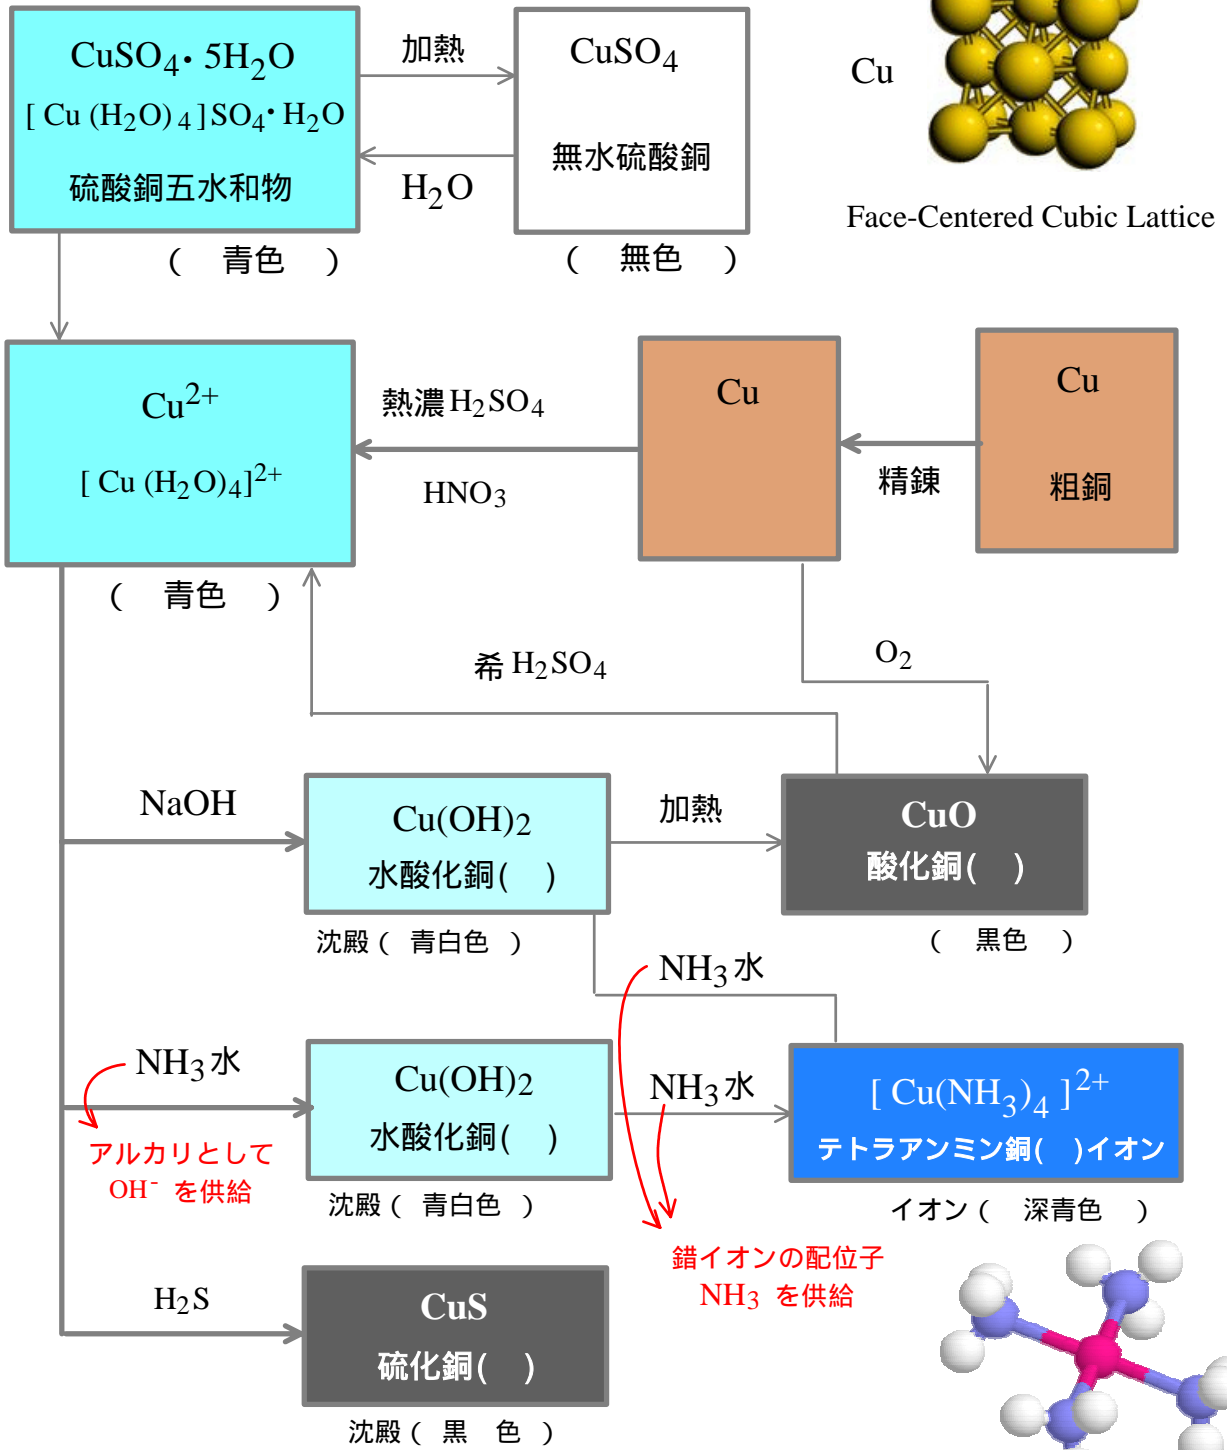 CuSO4・5H2O
[Cu(H2O)4]SO4・H2O
硫酸銅五水和物
(　青色　)
加熱
H2O
CuSO4
無水硫酸銅
(　無色　)
Cu
Face-Centered Cubic Lattice
Cu2+
[Cu(H2O)4]2+
(　青色　)
熱濃H2SO4
HNO3
Cu
精錬
Cu
粗銅
希H2SO4
O2
NaOH
Cu(OH)2
水酸化銅(　)
沈殿(　青白色　)
加熱
CuO
酸化銅(　)
(　黒色　)
NH3水
NH3水
アルカリとして
OH- を供給
Cu(OH)2
水酸化銅(　)
沈殿(　青白色　)
NH3水
[Cu(NH3)4]2+
テトラアンミン銅(　)イオン
イオン(　深青色　)
錯イオンの配位子
NH3 を供給
H2S
CuS
硫化銅(　)
沈殿(　黒　色　)